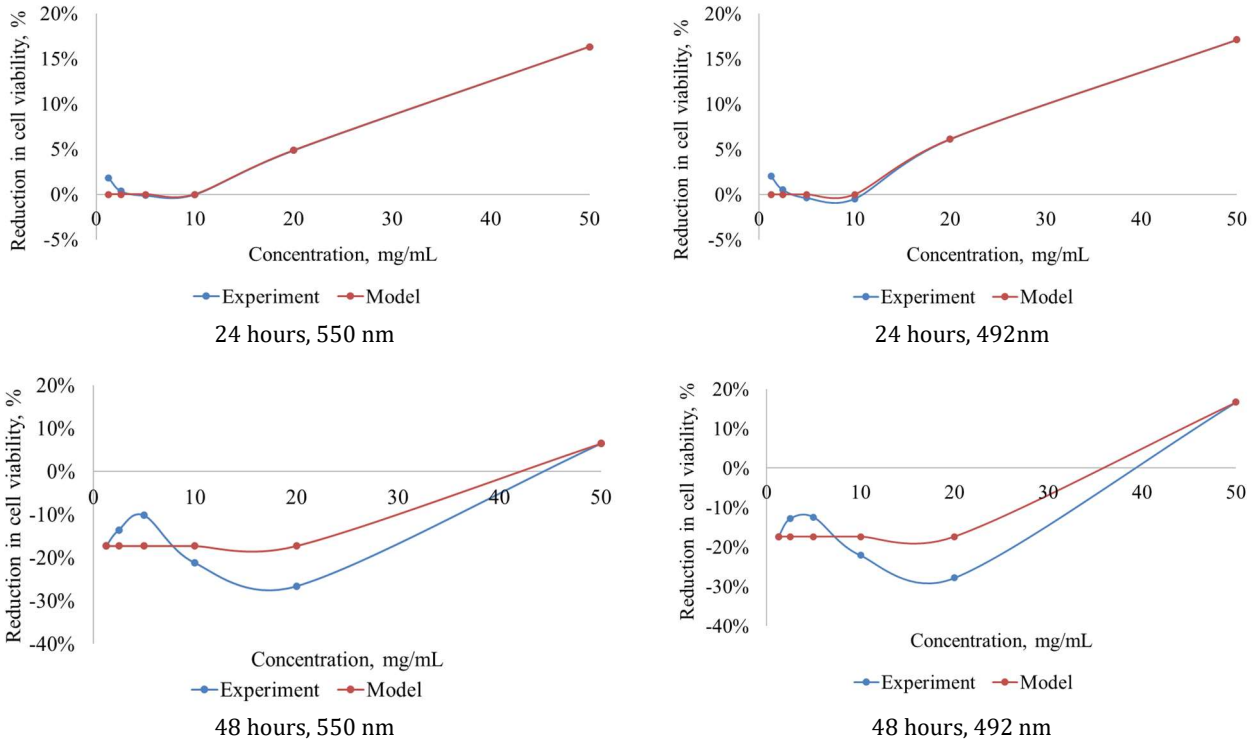 Reduction in cell viability, %
20%
15%
10%
5%
0%
-5%
0
10
20
30
40
50
Concentration, mg/mL
Experiment
Model
24 hours, 550 nm
Reduction in cell viability, %
20%
15%
10%
5%
0%
-5%
0
10
20
30
40
50
Concentration, mg/mL
Experiment
Model
24 hours, 492nm
Reduction in cell viability, %
20%
10%
0%
-10%
-20%
-30%
-40%
0
10
20
30
40
50
Concentration, mg/mL
Experiment
Model
48 hours, 550 nm
Reduction in cell viability, %
20%
10%
0%
-10%
-20%
-30%
-40%
0
10
20
30
40
50
Concentration, mg/mL
Experiment
Model
48 hours, 492 nm